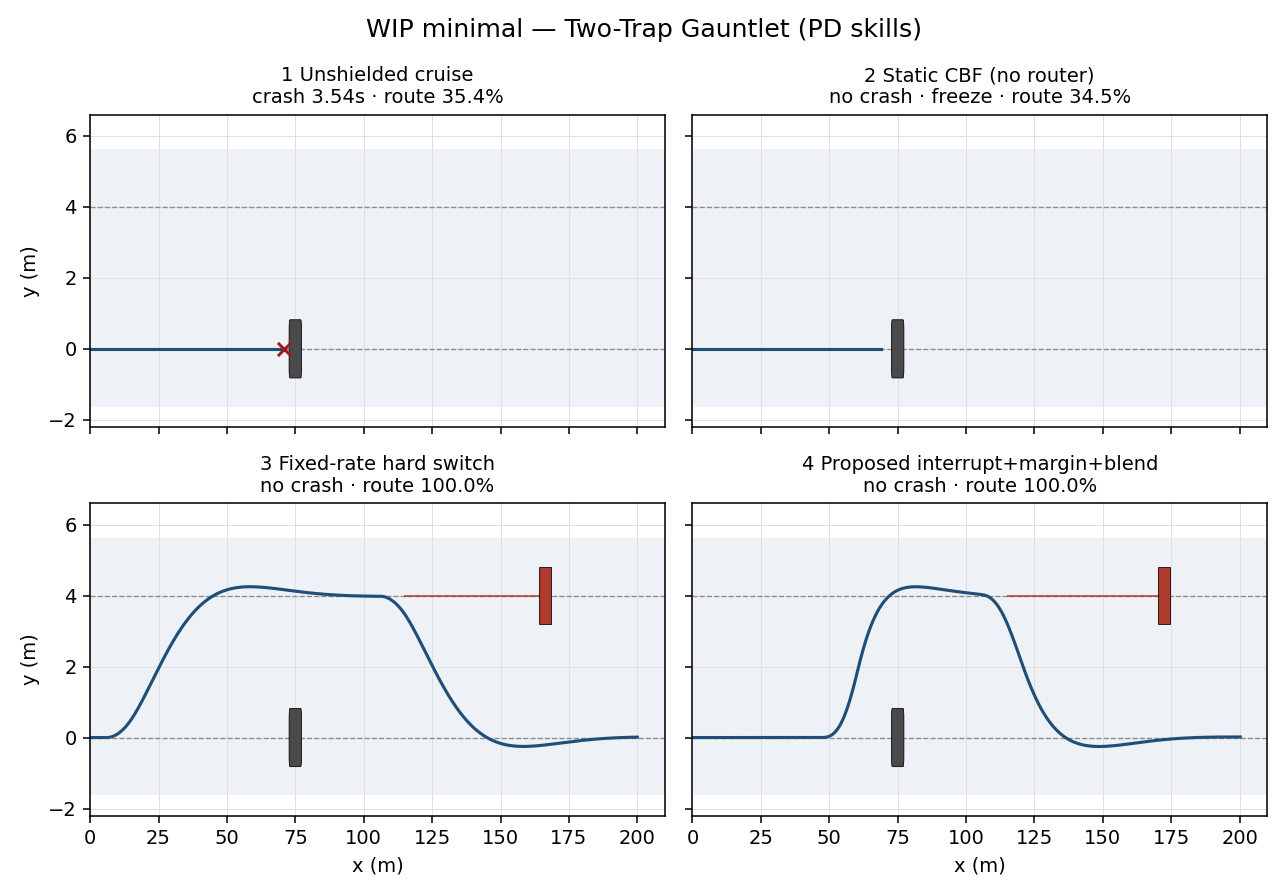 WIP minimal — Two-Trap Gauntlet (PD skills)
1 Unshielded cruise
crash 3.54s · route 35.4%
2 Static CBF (no router)
no crash · freeze · route 34.5%
6
4
2
0
−2
y (m)
3 Fixed-rate hard switch
no crash · route 100.0%
4 Proposed interrupt+margin+blend
no crash · route 100.0%
6
4
2
0
−2
y (m)
0 25 50 75 100 125 150 175 200
x (m)
0 25 50 75 100 125 150 175 200
x (m)